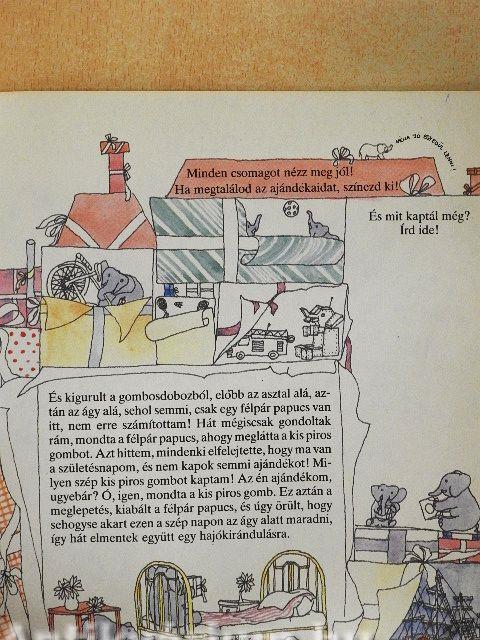 NÉHA JÓ EGYEDÜL LENNI!
Minden csomagot nézz meg jól!
Ha megtalálod az ajándékaidat, színezd ki!
És mit kaptál még?
Írd ide!
És kigurult a gombosdobozból, előbb az asztal alá, az-
tán az ágy alá, sehol semmi, csak egy félpár papucs van
itt, nem erre számítottam! Hát mégiscsak gondoltak
rám, mondta a félpár papucs, ahogy meglátta a kis piros
gombot. Azt hittem, mindenki elfelejtette, hogy ma van
a születésnapom, és nem kapok semmi ajándékot! Mi-
lyen szép kis piros gombot kaptam! Az én ajándékom,
ugyebár? Ó, igen, mondta a kis piros gomb. Ez aztán a
meglepetés, kiabált a félpár papucs, és úgy örült, hogy
sehogyse akart ezen a szép napon az ágy alatt maradni,
így hát elmentek együtt egy hajókirándulásra.